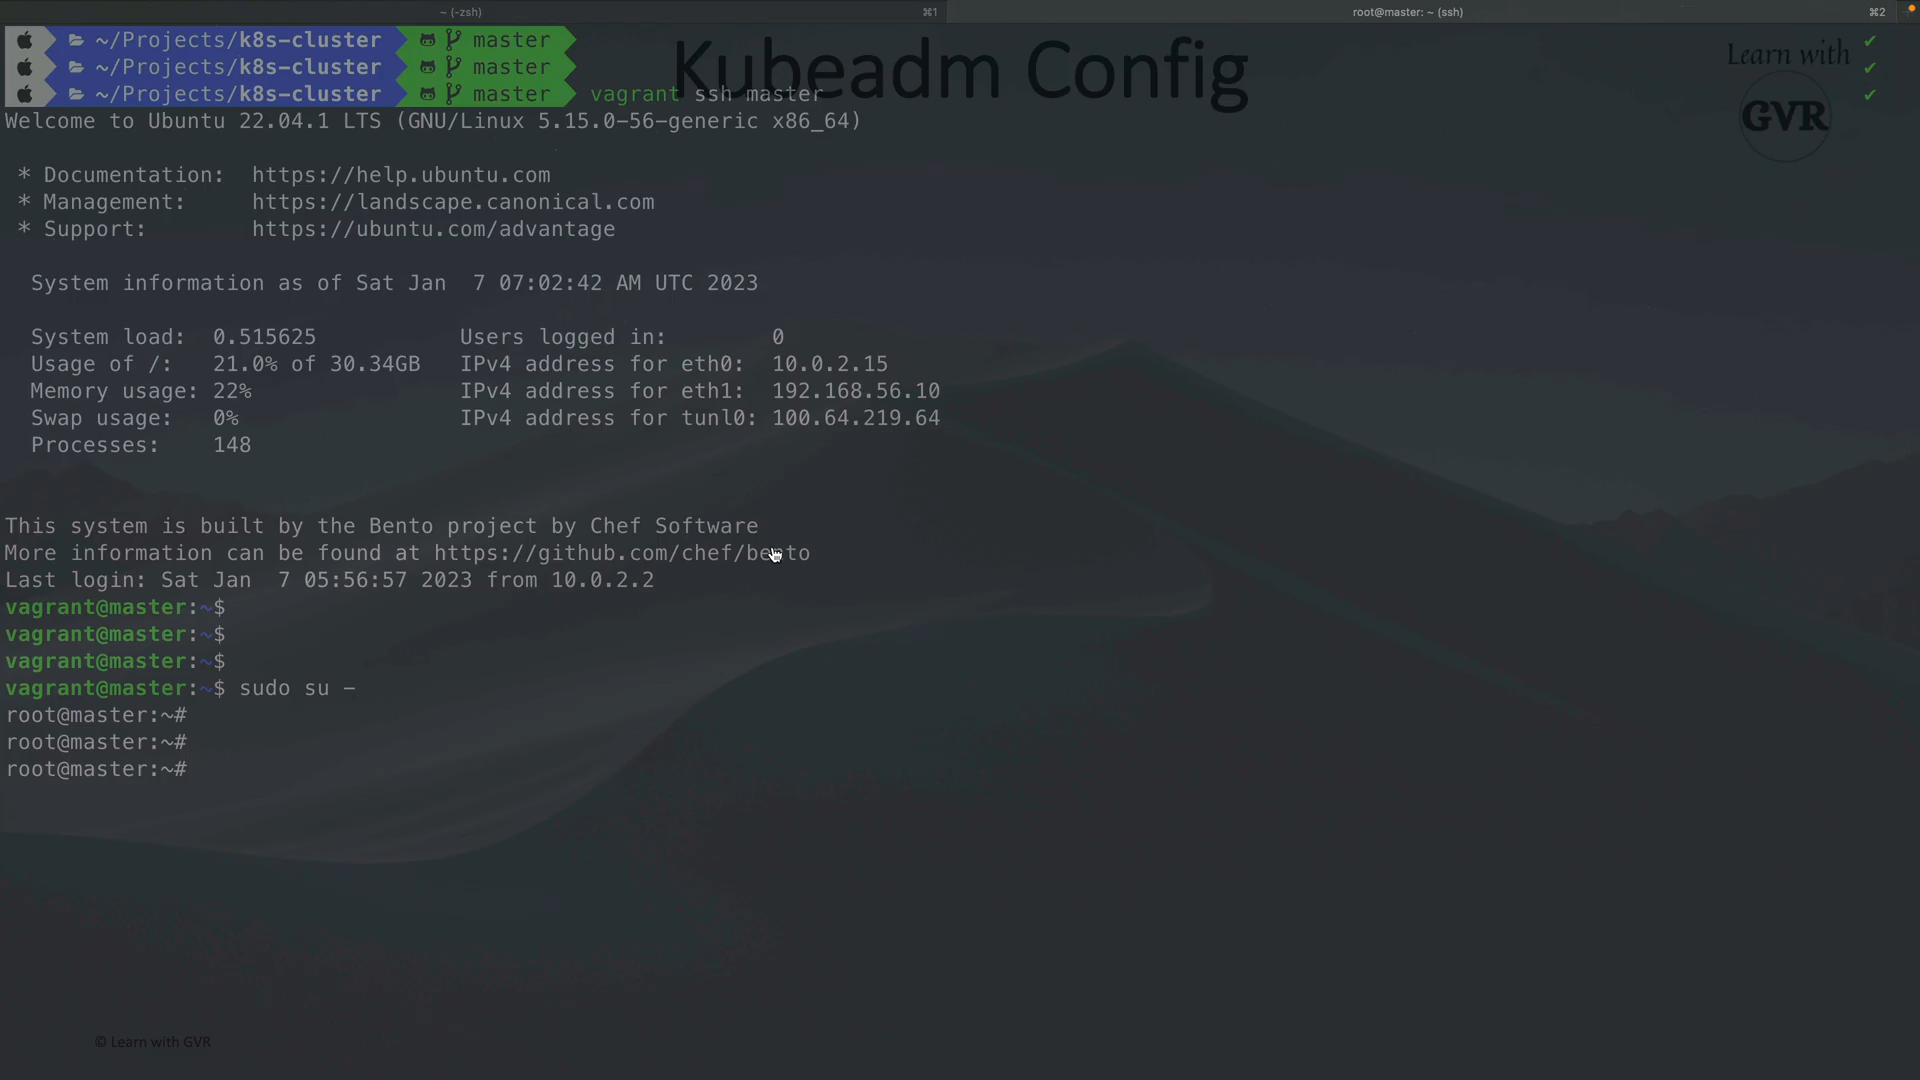 ~ (-zsh) ⌘1 root@master: ~ (ssh) ⌘2
~/Projects/k8s-cluster master
~/Projects/k8s-cluster master
~/Projects/k8s-cluster master vagrant ssh master
Kubeadm Config
Learn with
GVR
Welcome to Ubuntu 22.04.1 LTS (GNU/Linux 5.15.0-56-generic x86_64)
* Documentation: https://help.ubuntu.com
* Management: https://landscape.canonical.com
* Support: https://ubuntu.com/advantage
System information as of Sat Jan 7 07:02:42 AM UTC 2023
System load: 0.515625 Users logged in: 0
Usage of /: 21.0% of 30.34GB IPv4 address for eth0: 10.0.2.15
Memory usage: 22% IPv4 address for eth1: 192.168.56.10
Swap usage: 0% IPv4 address for tunl0: 100.64.219.64
Processes: 148
This system is built by the Bento project by Chef Software
More information can be found at https://github.com/chef/bento
Last login: Sat Jan 7 05:56:57 2023 from 10.0.2.2
vagrant@master:~$
vagrant@master:~$
vagrant@master:~$
vagrant@master:~$ sudo su -
root@master:~#
root@master:~#
root@master:~#
© Learn with GVR